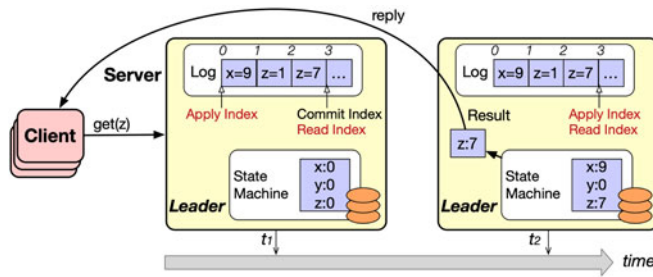 reply
Server
Client
get(z)
0 1 2 3
Log x=9 z=1 z=7 ...
Apply Index
Commit Index
Read Index
State
Machine
x:0
y:0
z:0
Leader
0 1 2 3
Log x=9 z=1 z=7 ...
Result
z:7
Apply Index
Read Index
State
Machine
x:9
y:0
z:7
Leader
t1
t2
time